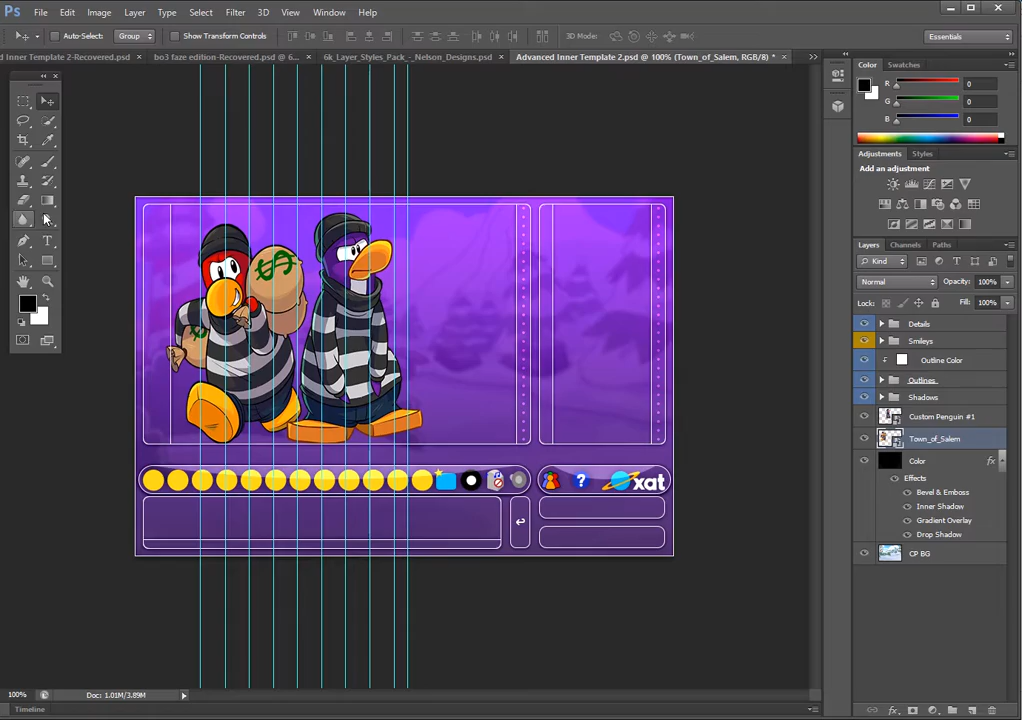 Ps File Edit Image Layer Type Select Filter 3D View Window Help
Auto-Select: Group Show Transform Controls 3D Mode: Essentials
d Inner Template 2-Recovered.psd × bo3 faze edition-Recovered.psd @ 6... × 6k_Layer_Styles_Pack_-_Nelson_Designs.psd × Advanced Inner Template 2.psd @ 100% (Town_of_Salem, RGB/8) * ×
Color Swatches
R 0
G 0
B 0
Adjustments Styles
Add an adjustment
Layers Channels Paths
Kind
Normal Opacity: 100%
Lock: Fill: 100%
Details
Smileys
Outline Color
Outlines
Shadows
Custom Penguin #1
Town_of_Salem
Color fx
Effects
Bevel & Emboss
Inner Shadow
Gradient Overlay
Drop Shadow
CP BG
T
$
$
? xat
100% Doc: 1.01M/3.89M
Timeline
fx